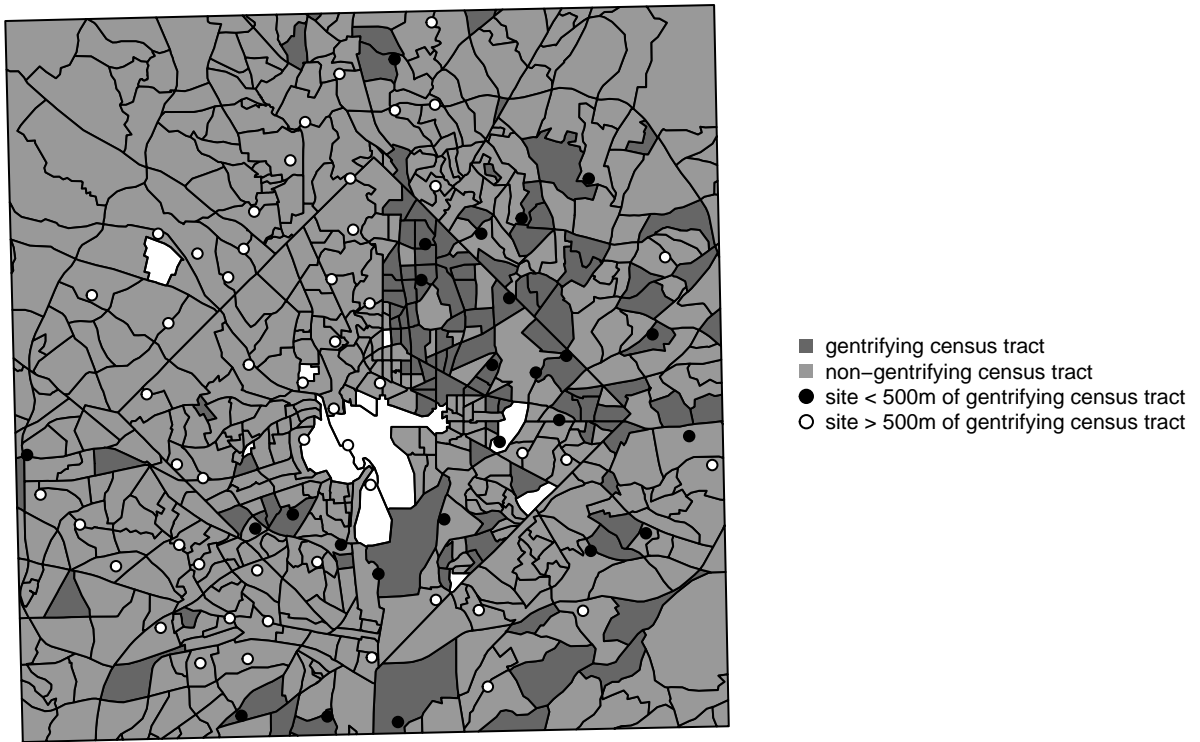 gentrifying census tract
non−gentrifying census tract
site < 500m of gentrifying census tract
site > 500m of gentrifying census tract